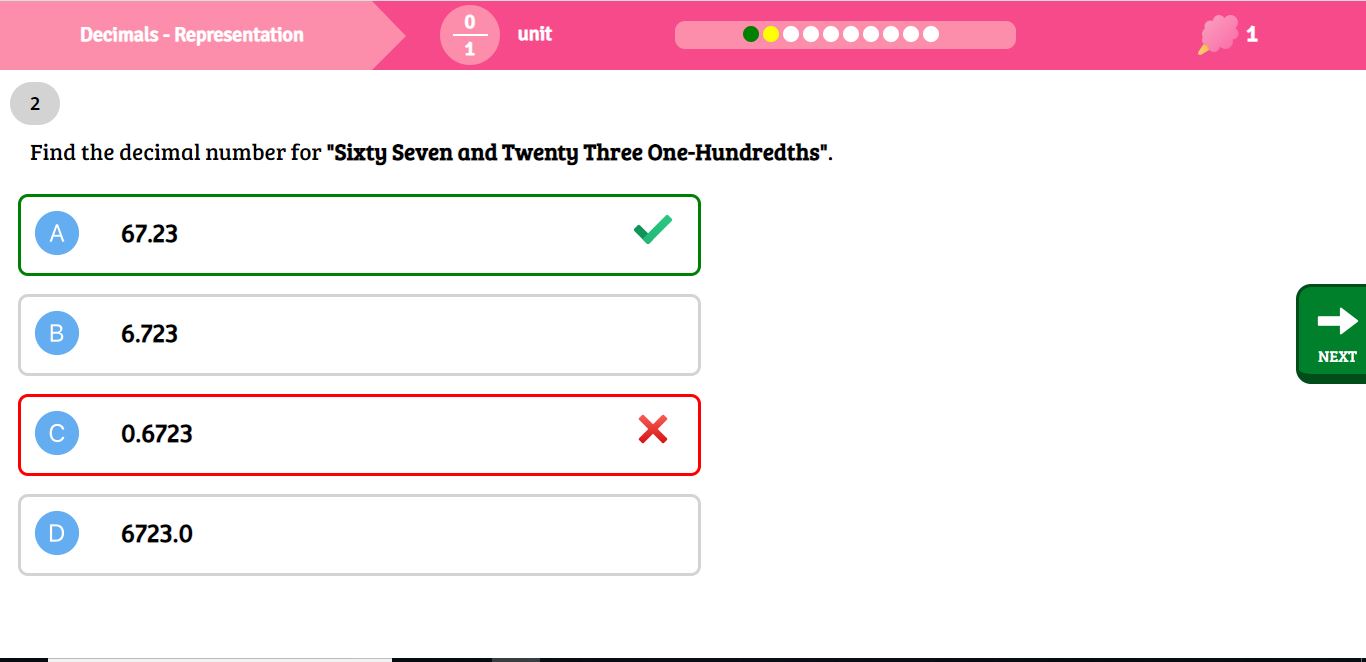 Decimals - Representation
0
1
unit
1
2
Find the decimal number for "Sixty Seven and Twenty Three One-Hundredths".
A 67.23
B 6.723
C 0.6723
D 6723.0
NEXT